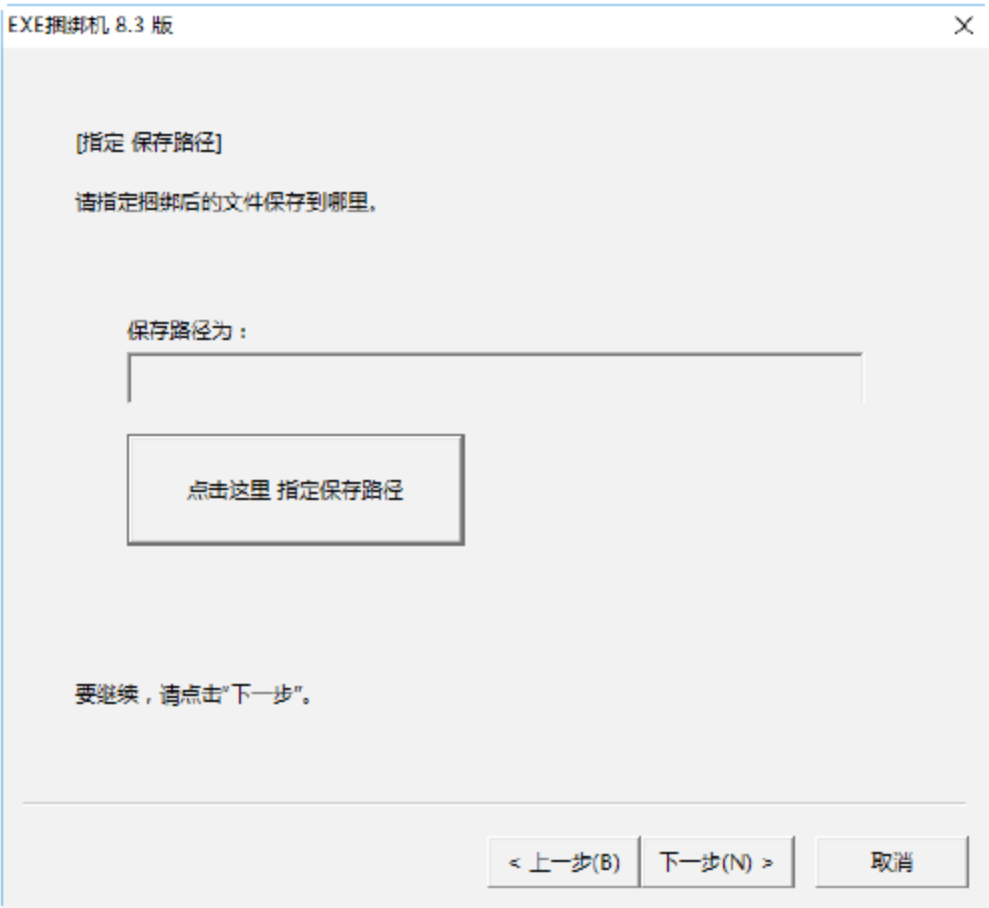 EXE捆绑机 8.3 版
[指定 保存路径]
请指定捆绑后的文件保存到哪里。
保存路径为：
点击这里 指定保存路径
要继续，请点击“下一步”。
< 上一步(B)
下一步(N) >
取消